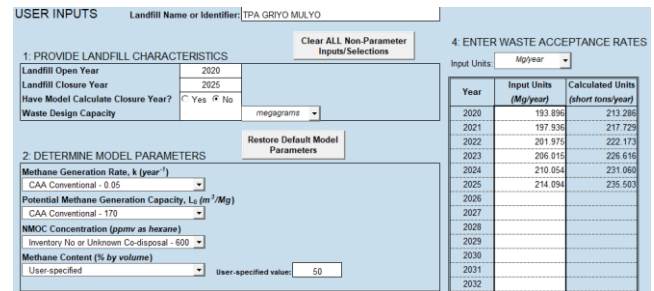 USER INPUTS Landfill Name or Identifier: TPA GRIYO MULYO
Clear ALL Non-Parameter Inputs/Selections
1: PROVIDE LANDFILL CHARACTERISTICS
Landfill Open Year 2020
Landfill Closure Year 2025
Have Model Calculate Closure Year? Yes No
Waste Design Capacity megagrams
Restore Default Model Parameters
2: DETERMINE MODEL PARAMETERS
Methane Generation Rate, k (year⁻¹)
CAA Conventional - 0.05
Potential Methane Generation Capacity, L₀ (m³/Mg)
CAA Conventional - 170
NMOC Concentration (ppmv as hexane)
Inventory No or Unknown Co-disposal - 600
Methane Content (% by volume)
User-specified User-specified value: 50
4: ENTER WASTE ACCEPTANCE RATES
Input Units: Mg/year
Year Input Units (Mg/year) Calculated Units (short tons/year)
2020 193.896 213.286
2021 197.936 217.729
2022 201.975 222.173
2023 206.015 226.616
2024 210.054 231.060
2025 214.094 235.503
2026
2027
2028
2029
2030
2031
2032